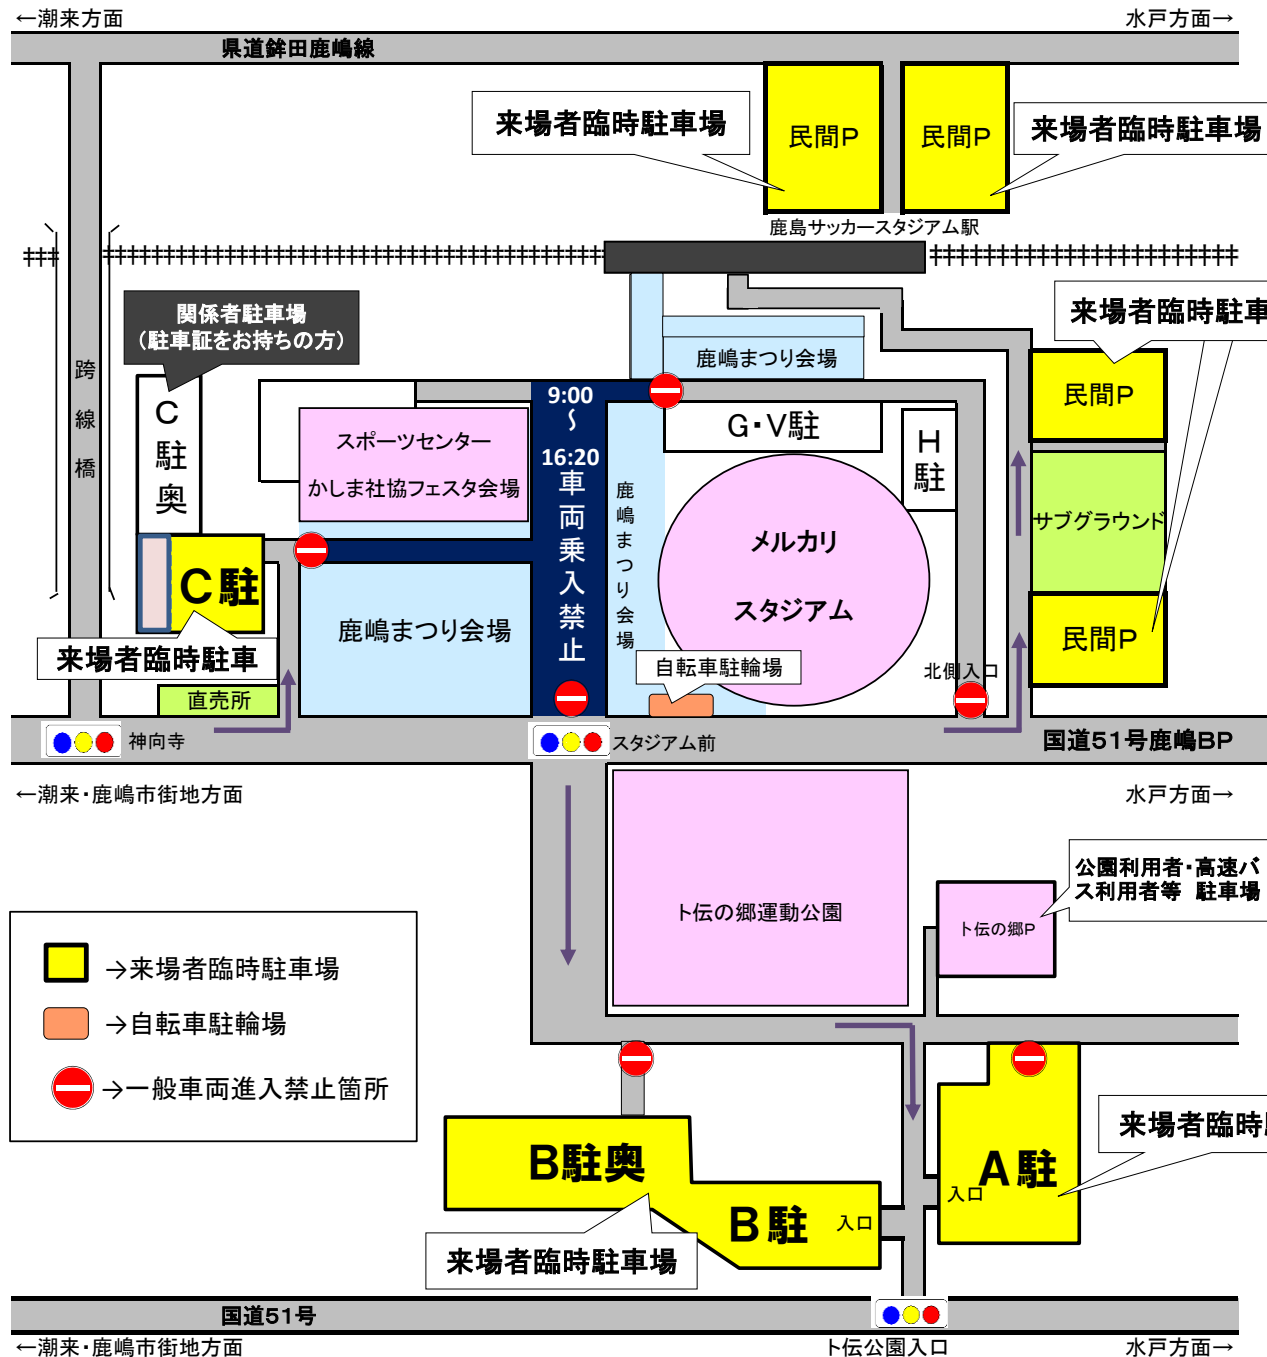 ←潮来方面
水戸方面→
県道鉾田鹿嶋線
来場者臨時駐車場
民間P
民間P
来場者臨時駐車場
鹿島サッカースタジアム駅
関係者駐車場
（駐車証をお持ちの方）
来場者臨時駐車
跨線橋
鹿嶋まつり会場
民間P
C駐奥
9:00
～
16:20
車両乗入禁止
G・V駐
H駐
スポーツセンター
かしま社協フェスタ会場
鹿嶋まつり会場
サブグラウンド
メルカリ
スタジアム
C駐
鹿嶋まつり会場
民間P
来場者臨時駐車
自転車駐輪場
北側入口
直売所
神向寺
スタジアム前
国道51号鹿嶋BP
←潮来・鹿嶋市街地方面
水戸方面→
公園利用者・高速バ
ス利用者等 駐車場
卜伝の郷運動公園
卜伝の郷P
→来場者臨時駐車場
→自転車駐輪場
→一般車両進入禁止箇所
来場者臨時
B駐奥
A駐
入口
B駐
入口
来場者臨時駐車場
国道51号
←潮来・鹿嶋市街地方面
卜伝公園入口
水戸方面→